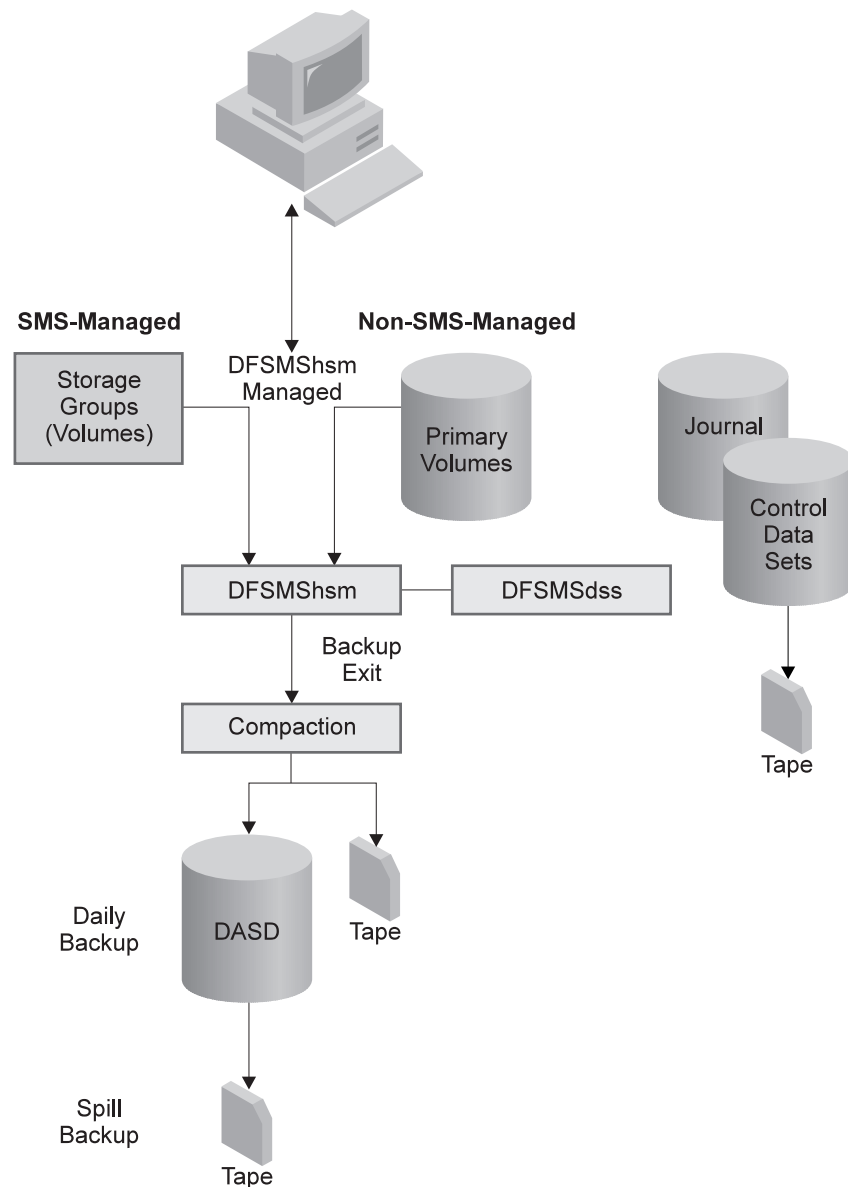 SMS-Managed
Non-SMS-Managed
DFSMShsm
Managed
Storage
Groups
(Volumes)
Primary
Volumes
Journal
Control
Data
Sets
DFSMShsm
DFSMSdss
Backup
Exit
Compaction
Tape
Daily
Backup
DASD
Tape
Spill
Backup
Tape